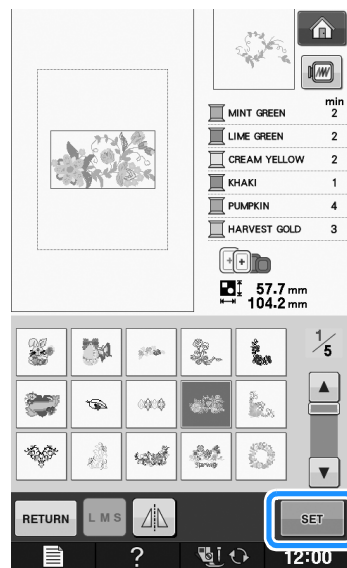 min
MINT GREEN 2
LIME GREEN 2
CREAM YELLOW 2
KHAKI 1
PUMPKIN 4
HARVEST GOLD 3
57.7 mm
104.2 mm
1/5
RETURN L M S SET
? 12:00